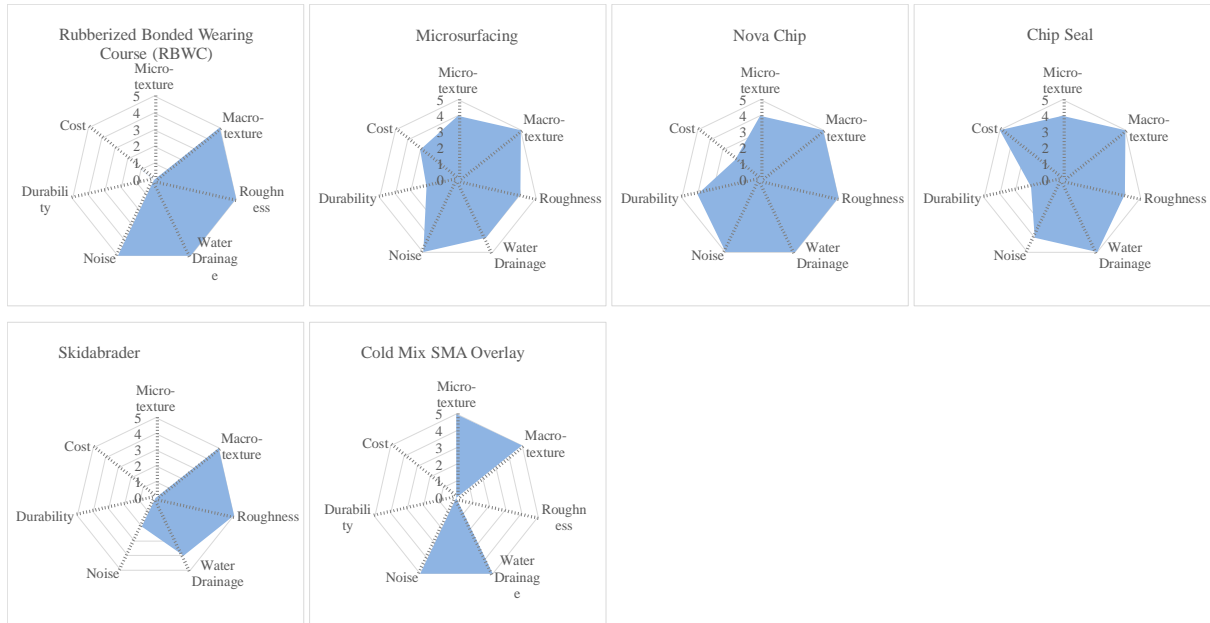 Rubberized Bonded Wearing
Course (RBWC)
Micro-
texture
5
4
3
2
1
0
Macro-
texture
Roughn
ess
Water
Drainag
e
Noise
Durabili
ty
Cost
Microsurfacing
Micro-
texture
5
4
3
2
1
0
Macro-
texture
Roughness
Water
Drainage
Noise
Durability
Cost
Nova Chip
Micro-
texture
5
4
3
2
1
0
Macro-
texture
Roughness
Water
Drainage
Noise
Durability
Cost
Chip Seal
Micro-
texture
5
4
3
2
1
0
Macro-
texture
Roughness
Water
Drainage
Noise
Durability
Cost
Skidabrader
Micro-
texture
5
4
3
2
1
0
Macro-
texture
Roughness
Water
Drainage
Noise
Durability
Cost
Cold Mix SMA Overlay
Micro-
texture
5
4
3
2
1
0
Macro-
texture
Roughn
ess
Water
Drainag
e
Noise
Durabili
ty
Cost